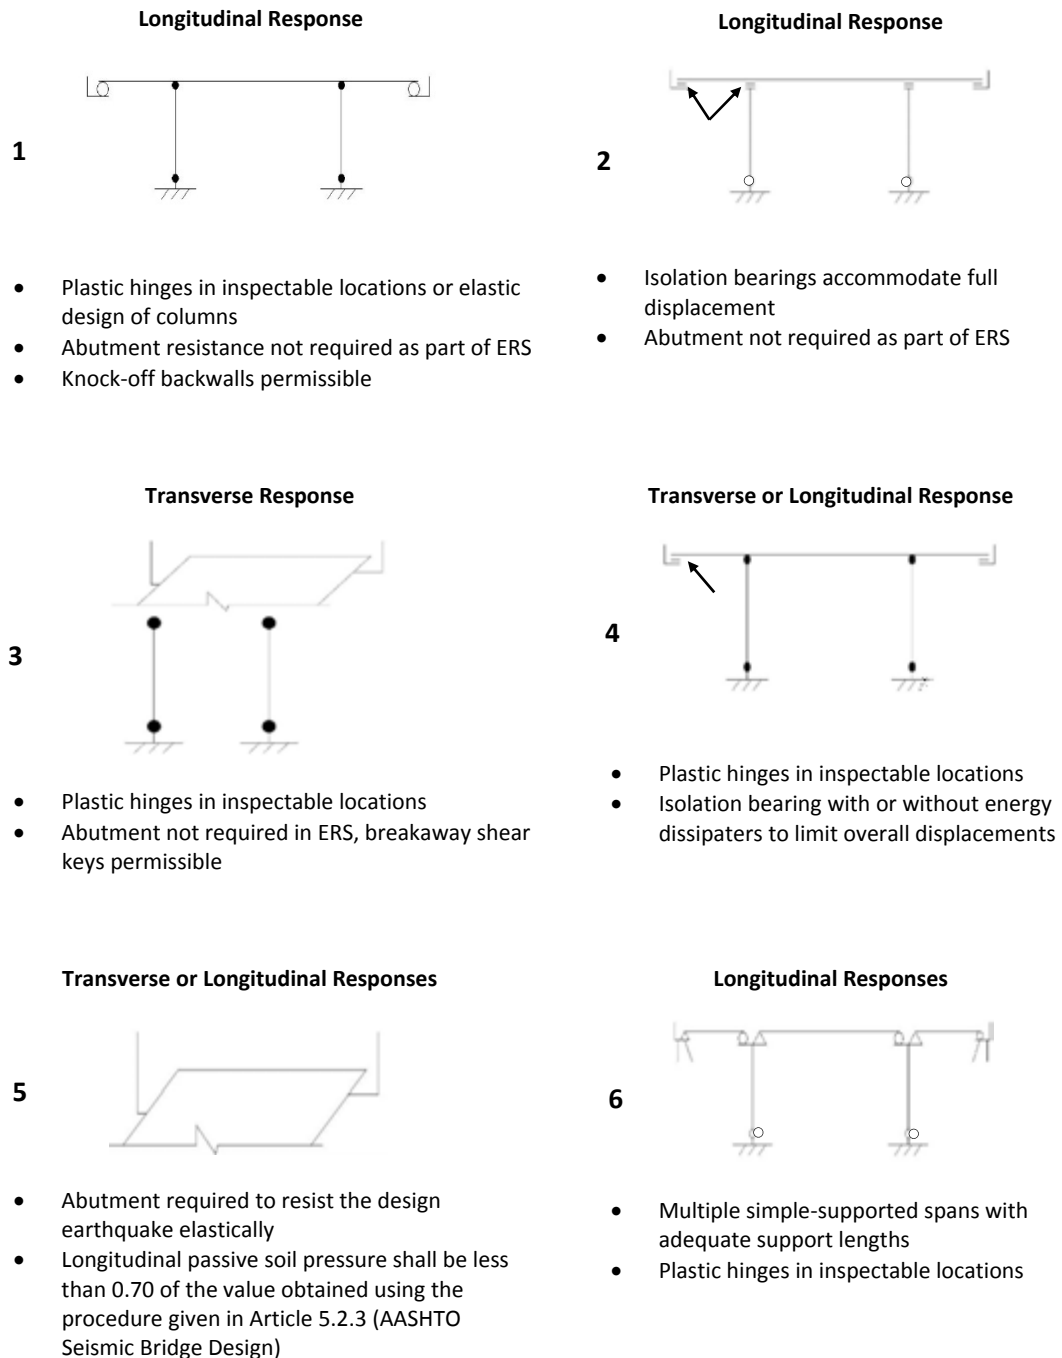 Longitudinal Response
1
• Plastic hinges in inspectable locations or elastic
design of columns
• Abutment resistance not required as part of ERS
• Knock-off backwalls permissible
Longitudinal Response
2
• Isolation bearings accommodate full
displacement
• Abutment not required as part of ERS
Transverse Response
3
• Plastic hinges in inspectable locations
• Abutment not required in ERS, breakaway shear
keys permissible
Transverse or Longitudinal Response
4
• Plastic hinges in inspectable locations
• Isolation bearing with or without energy
dissipaters to limit overall displacements
Transverse or Longitudinal Responses
5
• Abutment required to resist the design
earthquake elastically
• Longitudinal passive soil pressure shall be less
than 0.70 of the value obtained using the
procedure given in Article 5.2.3 (AASHTO
Seismic Bridge Design)
Longitudinal Responses
6
• Multiple simple-supported spans with
adequate support lengths
• Plastic hinges in inspectable locations